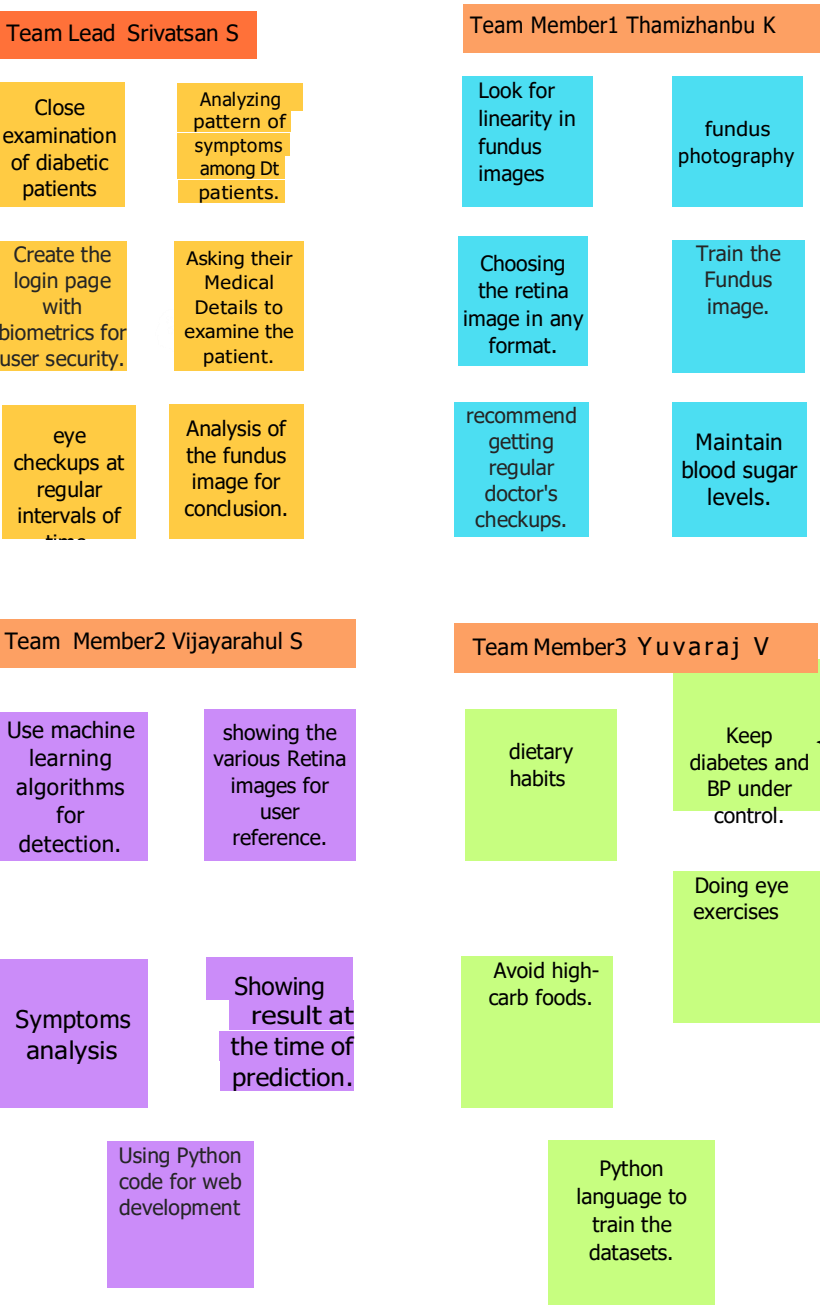 Team Lead Srivatsan S
Close
examination
of diabetic
patients
Analyzing
pattern of
symptoms
among Dt
patients.
Create the
login page
with
biometrics for
user security.
Asking their
Medical
Details to
examine the
patient.
eye
checkups at
regular
intervals of
time
Analysis of
the fundus
image for
conclusion.
Team Member1 Thamizhanbu K
Look for
linearity in
fundus
images
fundus
photography
Choosing
the retina
image in any
format.
Train the
Fundus
image.
recommend
getting
regular
doctor's
checkups.
Maintain
blood sugar
levels.
Team Member2 Vijayarahul S
Use machine
learning
algorithms
for
detection.
showing the
various Retina
images for
user
reference.
Symptoms
analysis
Showing
result at
the time of
prediction.
Using Python
code for web
development
Team Member3 Yuvaraj V
dietary
habits
Keep
diabetes and
BP under
control.
Doing eye
exercises
Avoid high-
carb foods.
Python
language to
train the
datasets.